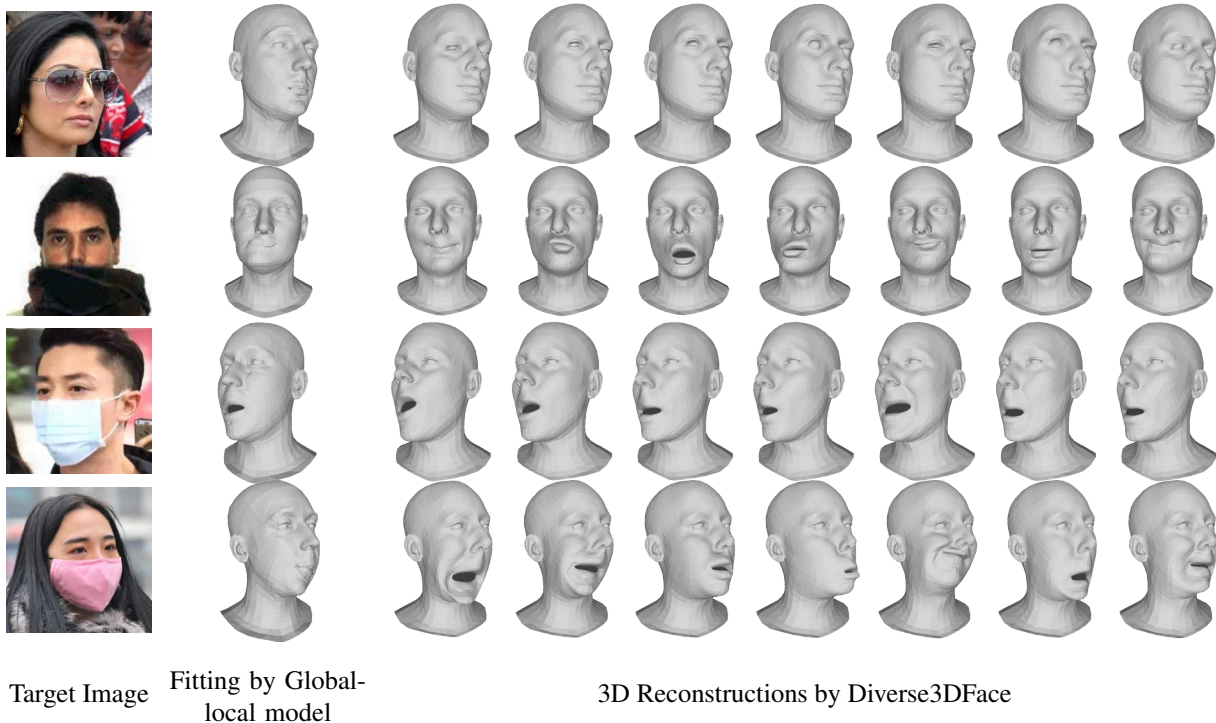 Target Image
Fitting by Global-
local model
3D Reconstructions by Diverse3DFace